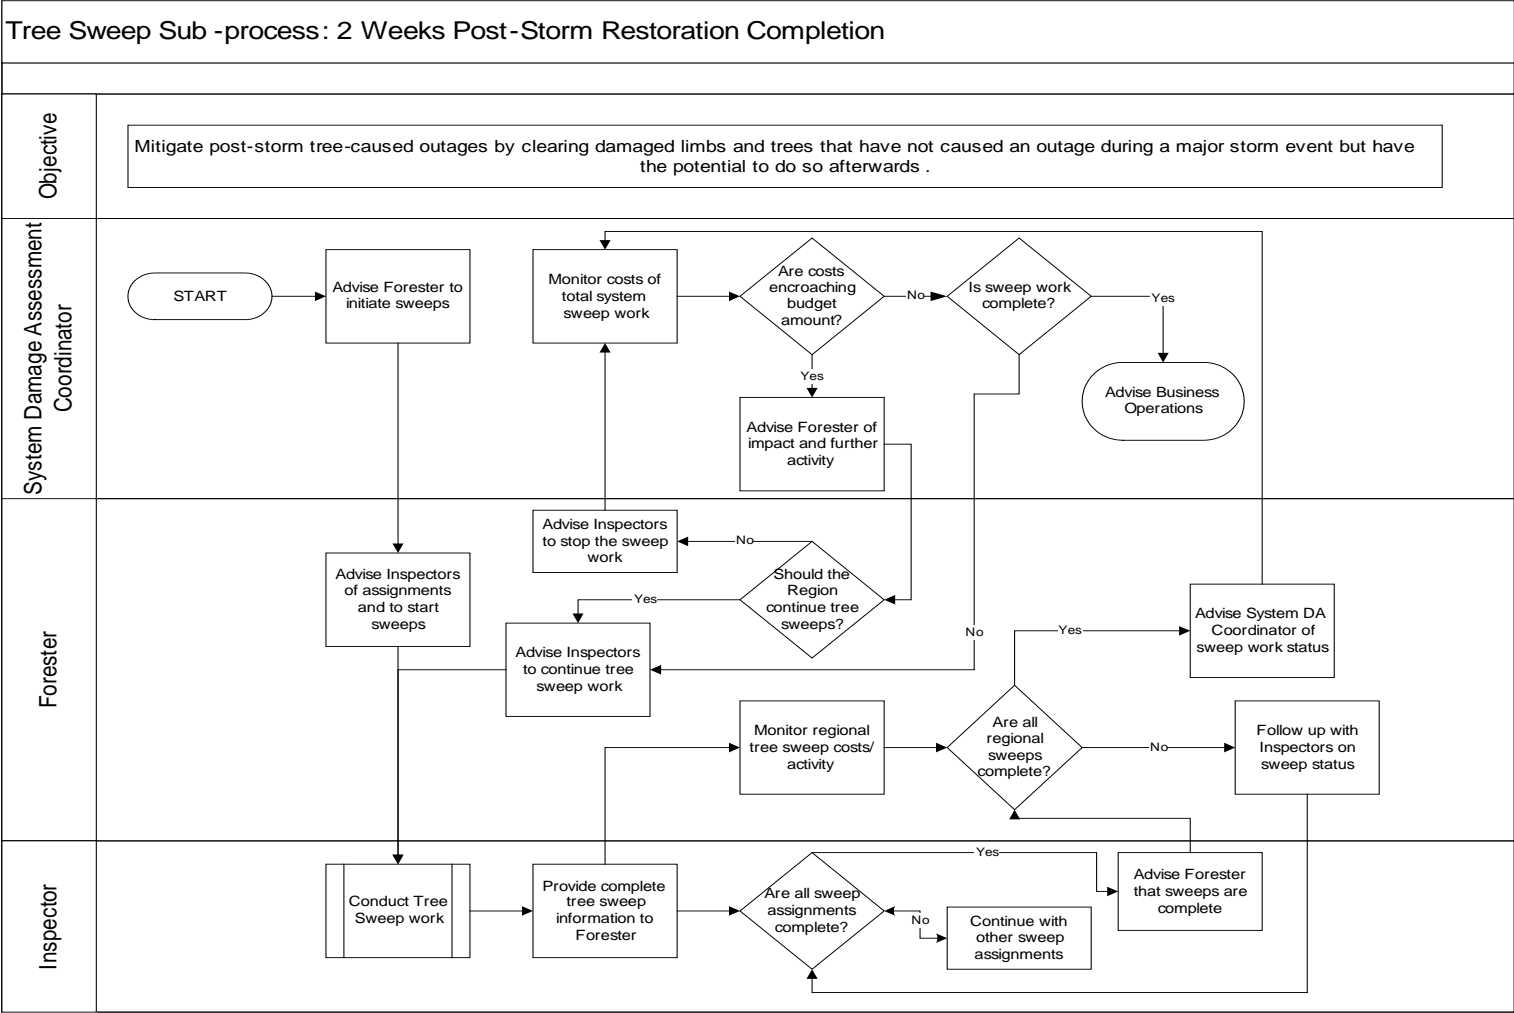 Tree Sweep Sub -process: 2 Weeks Post-Storm Restoration Completion
Objective
Mitigate post-storm tree-caused outages by clearing damaged limbs and trees that have not caused an outage during a major storm event but have
the potential to do so afterwards .
System Damage Assessment
Coordinator
START
Advise Forester to
initiate sweeps
Monitor costs of
total system
sweep work
Are costs
encroaching
budget
amount?
No
Is sweep work
complete?
Yes
Yes
Advise Business
Operations
Advise Forester of
impact and further
activity
Forester
Advise Inspectors
of assignments
and to start
sweeps
Advise Inspectors
to stop the sweep
work
No
Should the
Region
continue tree
sweeps?
Yes
Advise Inspectors
to continue tree
sweep work
No
Yes
Advise System DA
Coordinator of
sweep work status
Monitor regional
tree sweep costs/
activity
Are all
regional
sweeps
complete?
No
Follow up with
Inspectors on
sweep status
Inspector
Conduct Tree
Sweep work
Provide complete
tree sweep
information to
Forester
Are all sweep
assignments
complete?
Yes
No
Continue with
other sweep
assignments
Advise Forester
that sweeps are
complete